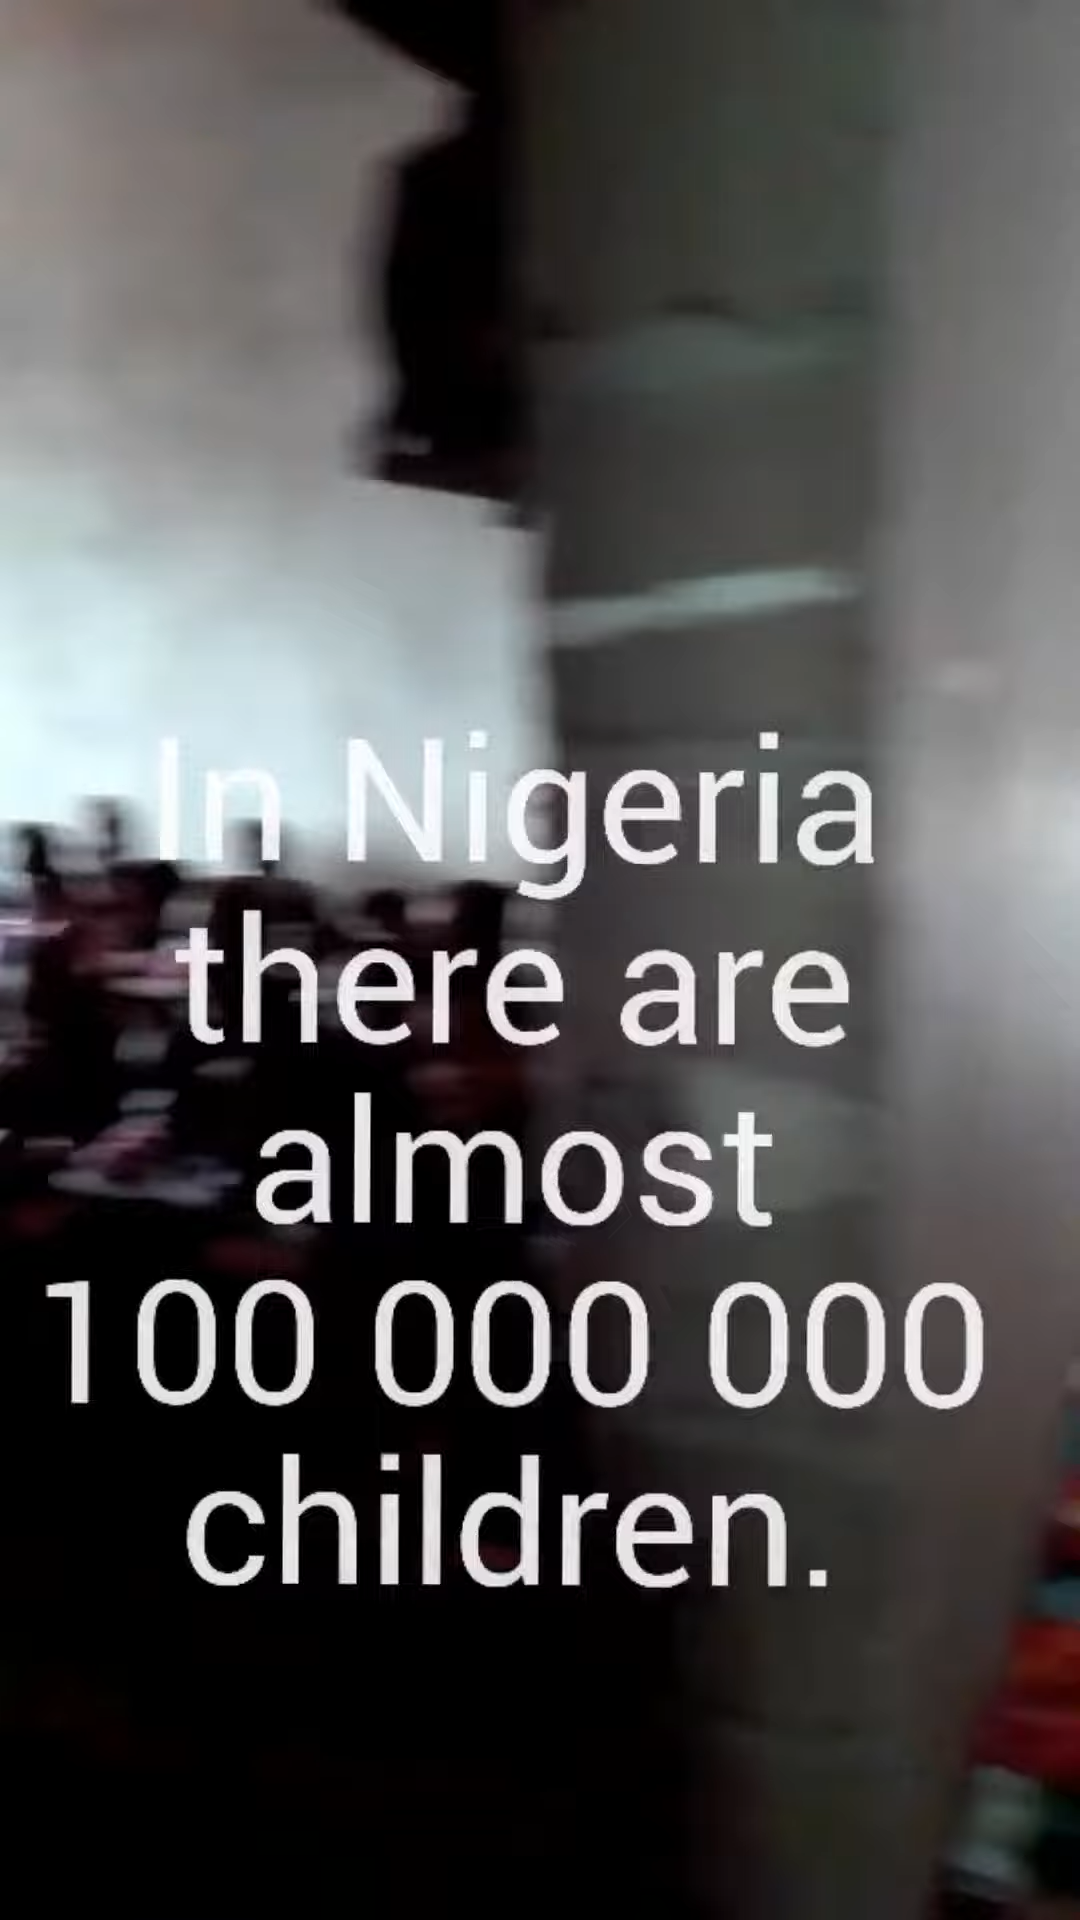 In Nigeria
there are
almost
100 000 000
children.